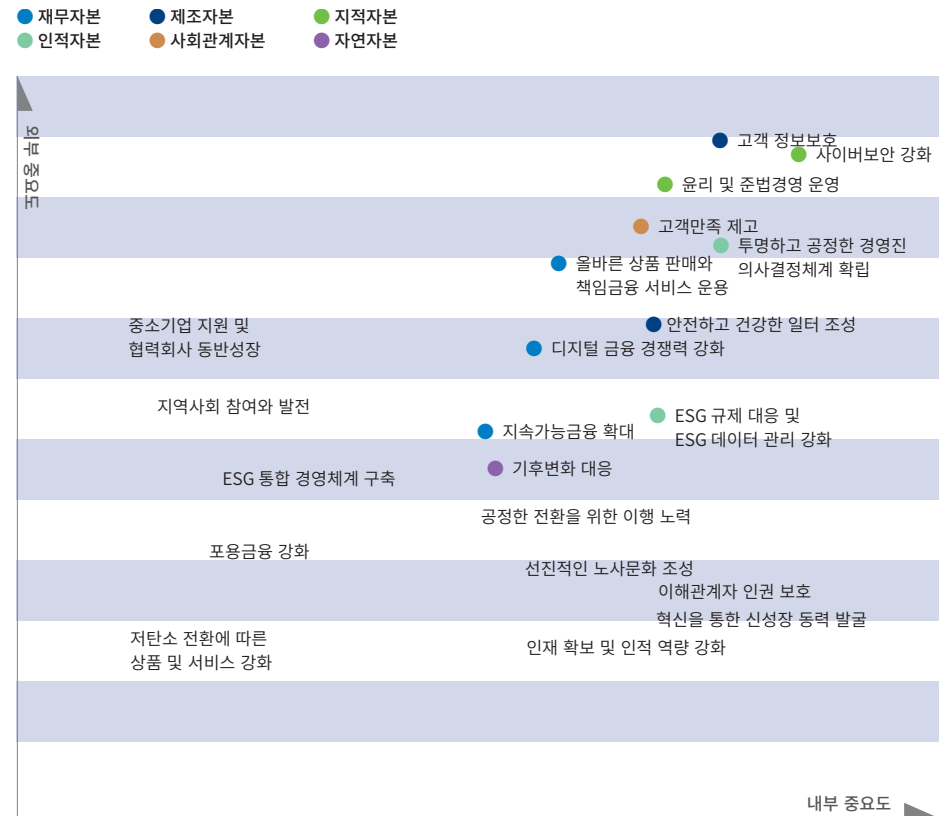 재무자본
제조자본
지적자본
인적자본
사회관계자본
자연자본
외부 중요도
고객 정보보호
사이버보안 강화
윤리 및 준법경영 운영
고객만족 제고
투명하고 공정한 경영진
의사결정체계 확립
올바른 상품 판매와
책임금융 서비스 운용
중소기업 지원 및
협력회사 동반성장
안전하고 건강한 일터 조성
디지털 금융 경쟁력 강화
지역사회 참여와 발전
ESG 규제 대응 및
ESG 데이터 관리 강화
지속가능금융 확대
기후변화 대응
ESG 통합 경영체계 구축
공정한 전환을 위한 이행 노력
포용금융 강화
선진적인 노사문화 조성
이해관계자 인권 보호
혁신을 통한 신성장 동력 발굴
저탄소 전환에 따른
상품 및 서비스 강화
인재 확보 및 인적 역량 강화
내부 중요도